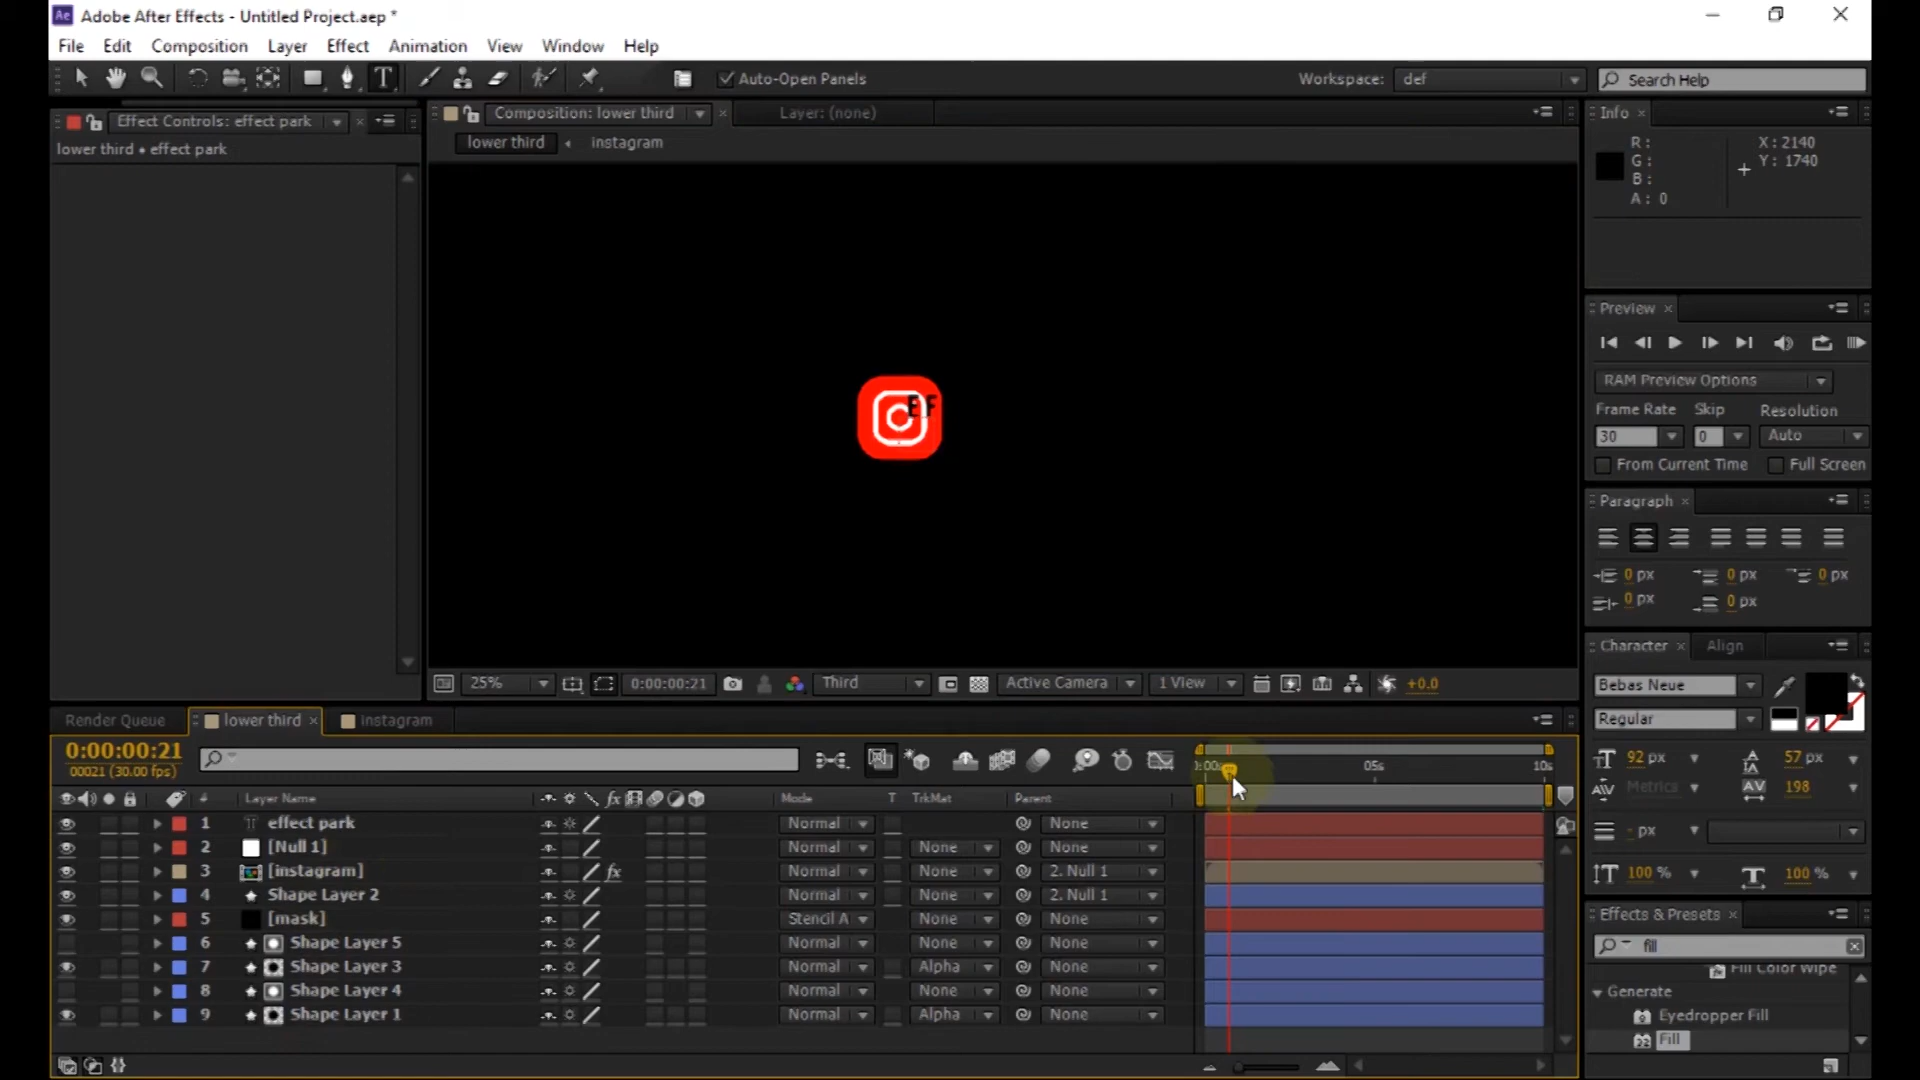 Adobe After Effects - Untitled Project.aep *
File Edit Composition Layer Effect Animation View Window Help
Auto-Open Panels
Workspace: def
Search Help
Effect Controls: effect park
lower third • effect park
Composition: lower third
Layer: (none)
lower third
instagram
EF
25%
0:00:00:21
Third
Active Camera
1 View
+0.0
Info
R :
G :
B :
A : 0
X : 2140
Y : 1740
Preview
RAM Preview Options
Frame Rate Skip Resolution
30 0 Auto
From Current Time Full Screen
Paragraph
0 px 0 px 0 px
0 px 0 px
Character Align
Bebas Neue
Regular
92 px 57 px
Metrics 198
- px
100 % 100 %
Effects & Presets
fill
Fill Color Wipe
Generate
Eyedropper Fill
Fill
Render Queue
lower third
instagram
0:00:00:21
00021 (30.00 fps)
05s 10s
# Layer Name Mode T TrkMat Parent
1 effect park Normal None
2 [Null 1] Normal None None
3 [instagram] Normal None 2. Null 1
4 Shape Layer 2 Normal None 2. Null 1
5 [mask] Stencil A None None
6 Shape Layer 5 Normal None None
7 Shape Layer 3 Normal Alpha None
8 Shape Layer 4 Normal None None
9 Shape Layer 1 Normal Alpha None